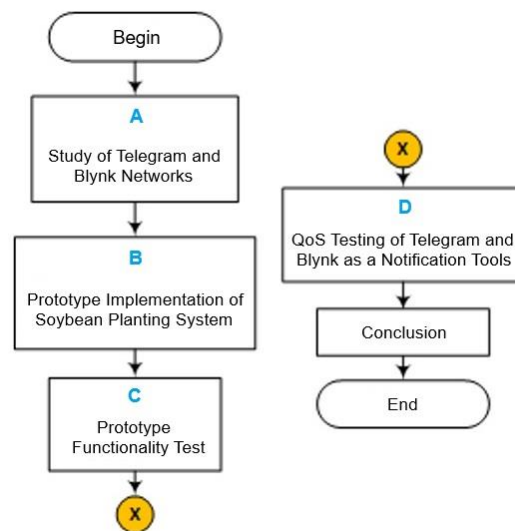 Begin
A
Study of Telegram and
Blynk Networks
B
Prototype Implementation of
Soybean Planting System
C
Prototype
Functionality Test
X
X
D
QoS Testing of Telegram and
Blynk as a Notification Tools
Conclusion
End